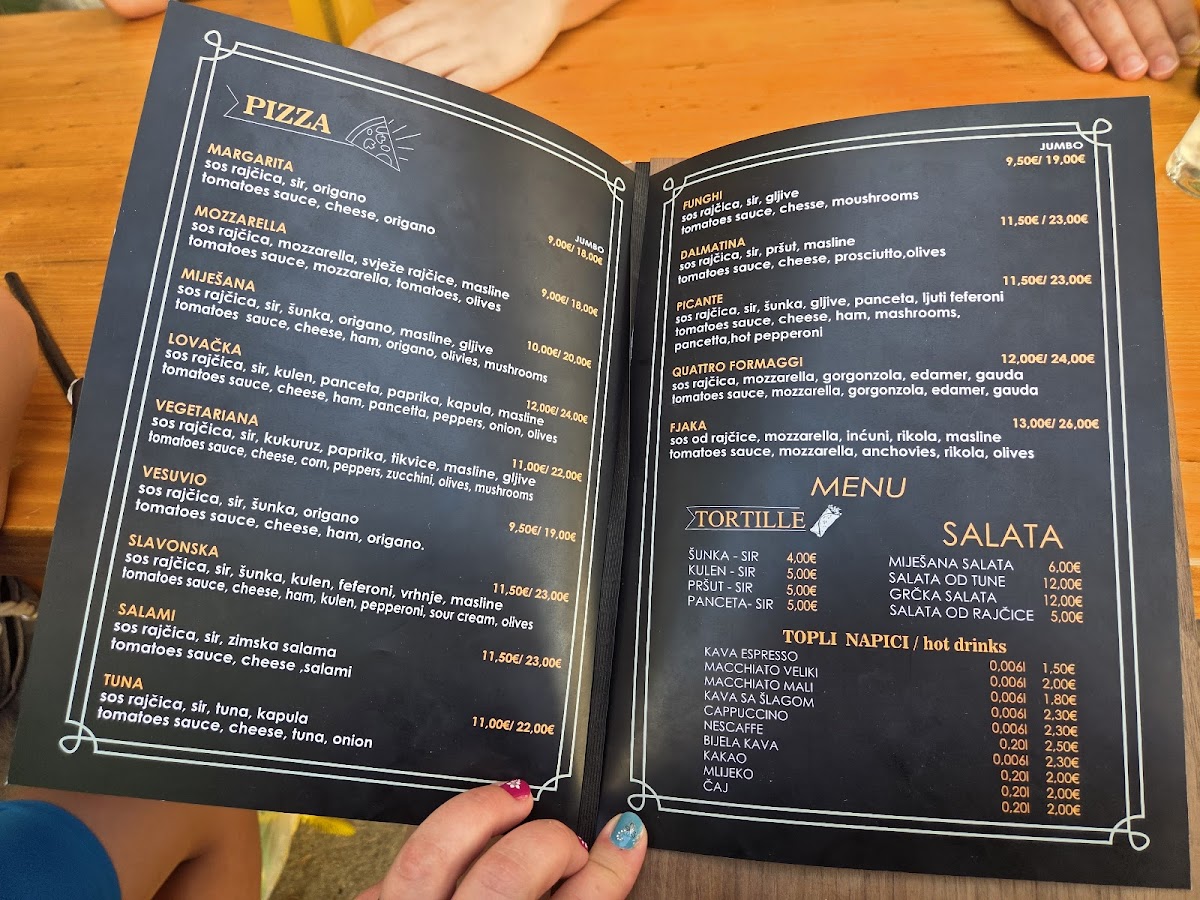 PIZZA
MARGARITA
sos rajčica, sir, origano
tomatoes sauce, cheese, origano
JUMBO
9,00€/ 18,00€
MOZZARELLA
sos rajčica, mozzarella, svježe rajčice, masline
tomatoes sauce, mozzarella, tomatoes, olives
9,00€/ 18,00€
MIJEŠANA
sos rajčica, sir, šunka, origano, masline, gljive
tomatoes sauce, cheese, ham, origano, olivies, mushrooms
10,00€/ 20,00€
LOVAČKA
sos rajčica, sir, kulen, panceta, paprika, kapula, masline
tomatoes sauce, cheese, ham, pancetta, peppers, onion, olives
12,00€/ 24,00€
VEGETARIANA
sos rajčica, sir, kukuruz, paprika, tikvice, masline, gljive
tomatoes sauce, cheese, corn, peppers, zucchini, olives, mushrooms
11,00€/ 22,00€
VESUVIO
sos rajčica, sir, šunka, origano
tomatoes sauce, cheese, ham, origano.
9,50€/ 19,00€
SLAVONSKA
sos rajčica, sir, šunka, kulen, feferoni, vrhnje, masline
tomatoes sauce, cheese, ham, kulen, pepperoni, sour cream, olives
11,50€/ 23,00€
SALAMI
sos rajčica, sir, zimska salama
tomatoes sauce, cheese ,salami
11,50€/ 23,00€
TUNA
sos rajčica, sir, tuna, kapula
tomatoes sauce, cheese, tuna, onion
11,00€/ 22,00€
JUMBO
9,50€/ 19,00€
FUNGHI
sos rajčica, sir, gljive
tomatoes sauce, chesse, moushrooms
11,50€ / 23,00€
DALMATINA
sos rajčica, sir, pršut, masline
tomatoes sauce, cheese, prosciutto,olives
11,50€/ 23,00€
PICANTE
sos rajčica, sir, šunka, gljive, panceta, ljuti feferoni
tomatoes sauce, cheese, ham, mashrooms,
pancetta,hot pepperoni
QUATTRO FORMAGGI 12,00€/ 24,00€
sos rajčica, mozzarella, gorgonzola, edamer, gauda
tomatoes sauce, mozzarella, gorgonzola, edamer, gauda
FJAKA 13,00€/ 26,00€
sos od rajčice, mozzarella, inćuni, rikola, masline
tomatoes sauce, mozzarella, anchovies, rikola, olives
MENU
TORTILLE
ŠUNKA - SIR 4,00€
KULEN - SIR 5,00€
PRŠUT - SIR 5,00€
PANCETA- SIR 5,00€
SALATA
MIJEŠANA SALATA 6,00€
SALATA OD TUNE 12,00€
GRČKA SALATA 12,00€
SALATA OD RAJČICE 5,00€
TOPLI NAPICI / hot drinks
KAVA ESPRESSO 0,006l 1,50€
MACCHIATO VELIKI 0,006l 2,00€
MACCHIATO MALI 0,006l 1,80€
KAVA SA ŠLAGOM 0,006l 2,30€
CAPPUCCINO 0,006l 2,30€
NESCAFFE 0,20l 2,50€
BIJELA KAVA 0,006l 2,30€
KAKAO 0,20l 2,00€
MLIJEKO 0,20l 2,00€
ČAJ 0,20l 2,00€